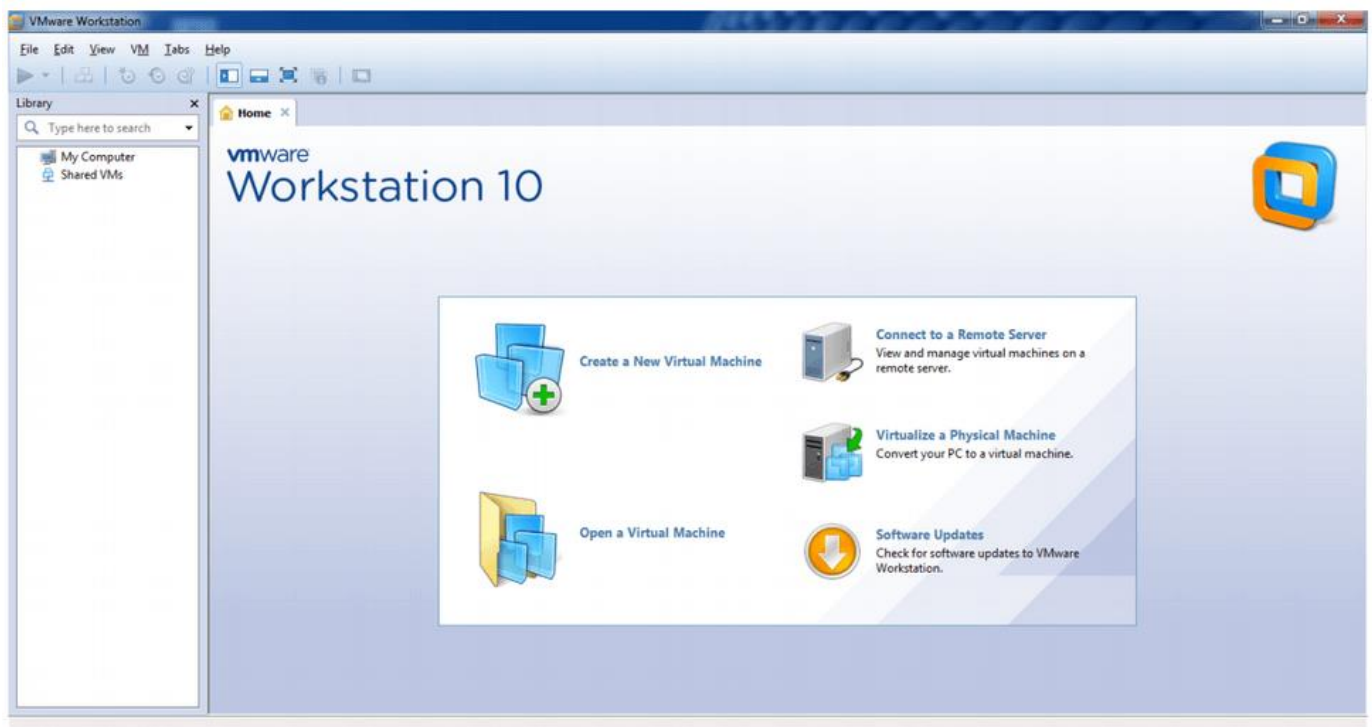 VMware Workstation
File Edit View VM Tabs Help
Library
Type here to search
My Computer
Shared VMs
Home
vmware
Workstation 10
Create a New Virtual Machine
Open a Virtual Machine
Connect to a Remote Server
View and manage virtual machines on a
remote server.
Virtualize a Physical Machine
Convert your PC to a virtual machine.
Software Updates
Check for software updates to VMware
Workstation.